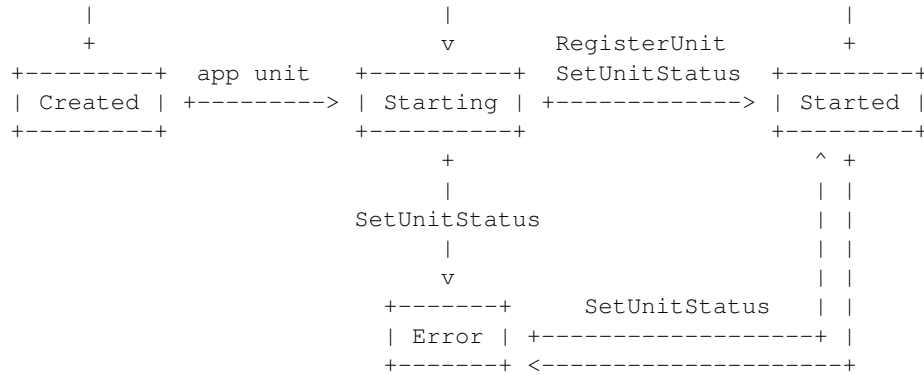 RegisterUnit
app unit SetUnitStatus
Created Starting Started
SetUnitStatus
SetUnitStatus
Error